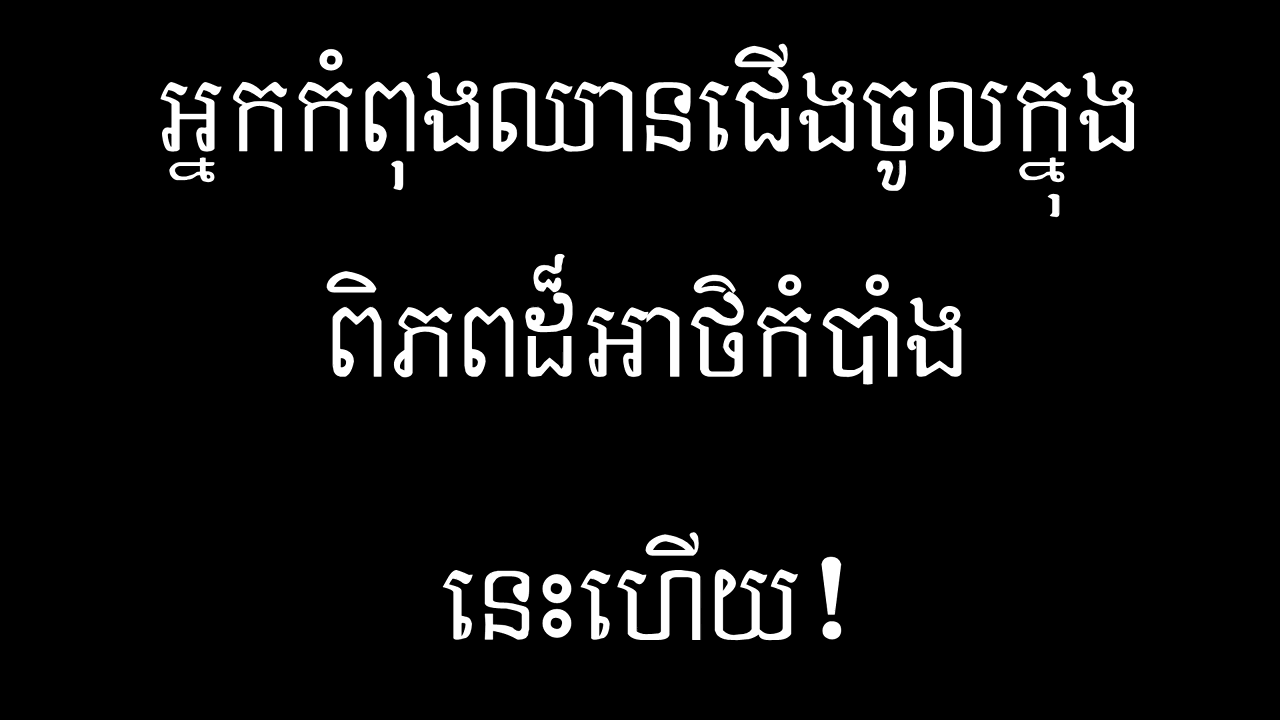 អ្នកកំពុងឈានជើងចូលក្នុង
ពិភពដ៏អាថិកំបាំង
នេះហើយ!